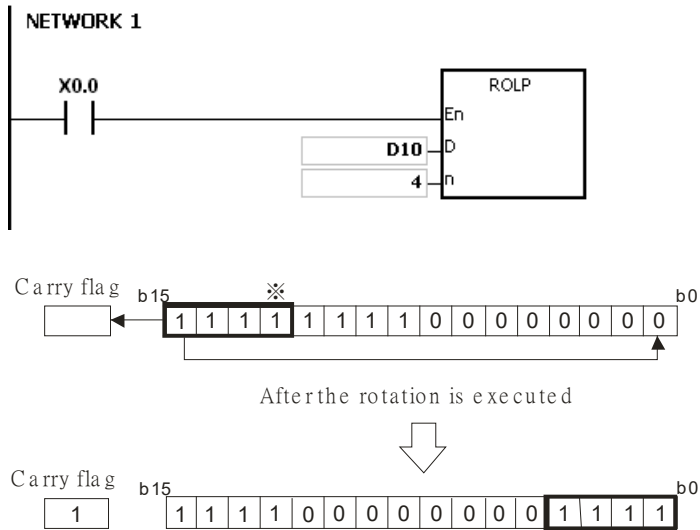 NETWORK 1
X0.0
ROLP
En
D10 D
4 n
Carry flag b15 ※ b0
1 1 1 1 1 1 1 1 0 0 0 0 0 0 0 0
After the rotation is executed
Carry flag b15 b0
1 1 1 1 1 0 0 0 0 0 0 0 0 1 1 1 1